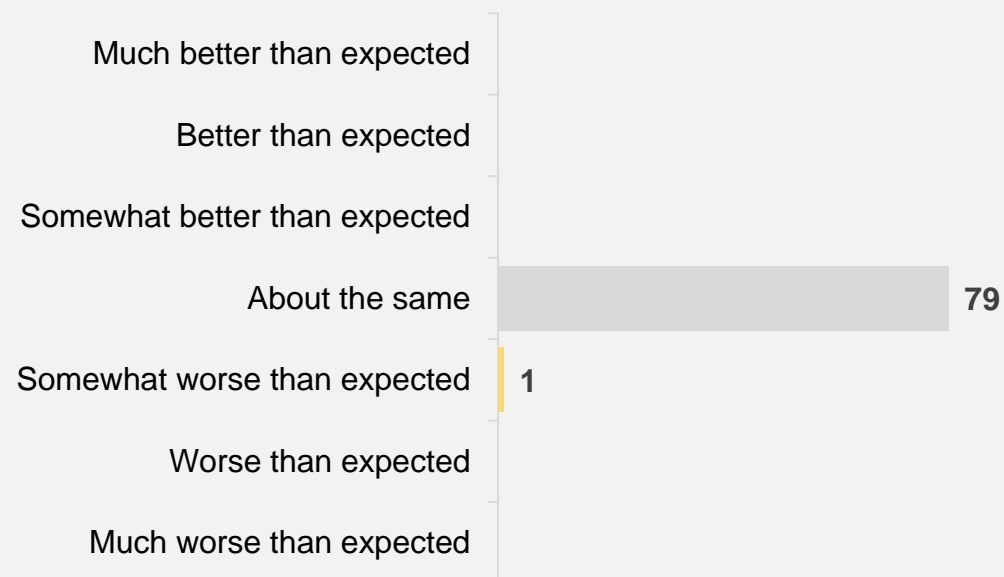 Much better than expected
Better than expected
Somewhat better than expected
About the same 79
Somewhat worse than expected 1
Worse than expected
Much worse than expected